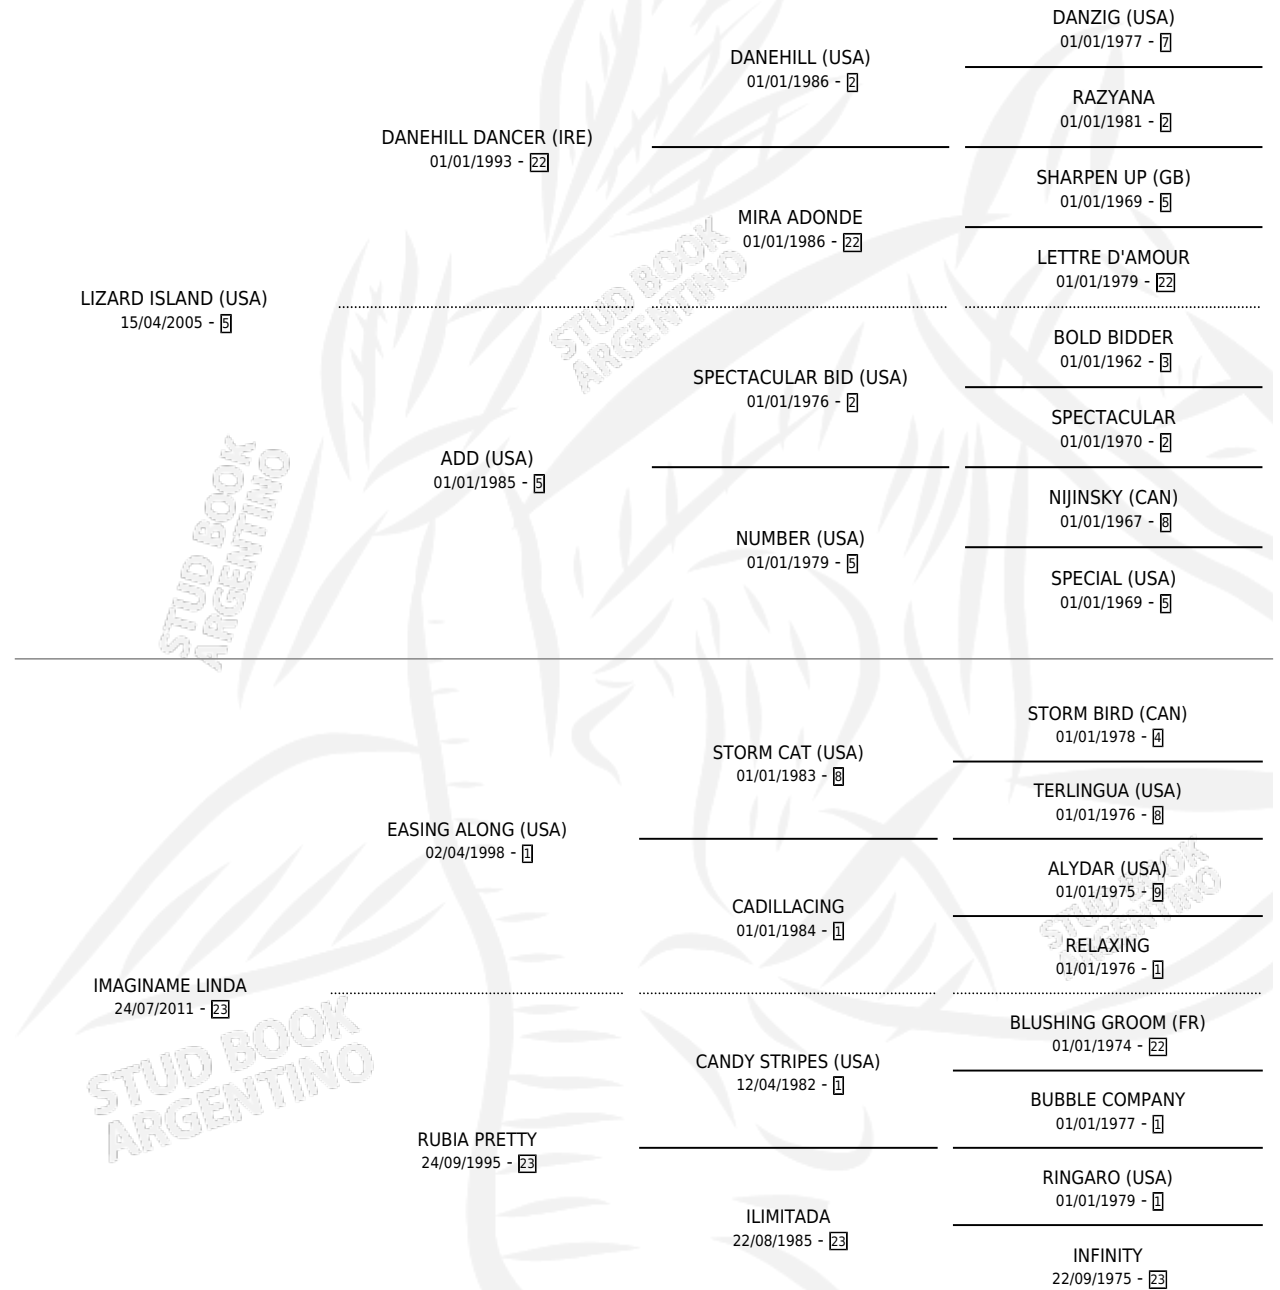 DANZIG (USA)
01/01/1977 - 7
DANEHILL (USA)
01/01/1986 - 2
RAZYANA
01/01/1981 - 2
DANEHILL DANCER (IRE)
01/01/1993 - 22
SHARPEN UP (GB)
01/01/1969 - 5
MIRA ADONDE
01/01/1986 - 22
LETTRE D'AMOUR
01/01/1979 - 22
LIZARD ISLAND (USA)
15/04/2005 - 5
BOLD BIDDER
01/01/1962 - 3
SPECTACULAR BID (USA)
01/01/1976 - 2
SPECTACULAR
01/01/1970 - 2
ADD (USA)
01/01/1985 - 5
NIJINSKY (CAN)
01/01/1967 - 8
NUMBER (USA)
01/01/1979 - 5
SPECIAL (USA)
01/01/1969 - 5
STUD BOOK
ARGENTINO
STUD BOOK
ARGENTINO
STORM BIRD (CAN)
01/01/1978 - 4
STORM CAT (USA)
01/01/1983 - 8
TERLINGUA (USA)
01/01/1976 - 8
EASING ALONG (USA)
02/04/1998 - 1
ALYDAR (USA)
01/01/1975 - 9
CADILLACING
01/01/1984 - 1
RELAXING
01/01/1976 - 1
IMAGINAME LINDA
24/07/2011 - 23
BLUSHING GROOM (FR)
01/01/1974 - 22
CANDY STRIPES (USA)
12/04/1982 - 1
BUBBLE COMPANY
01/01/1977 - 1
RUBIA PRETTY
24/09/1995 - 23
RINGARO (USA)
01/01/1979 - 1
ILIMITADA
22/08/1985 - 23
INFINITY
22/09/1975 - 23
STUD BOOK
ARGENTINO
STUD BOOK
ARGENTINO